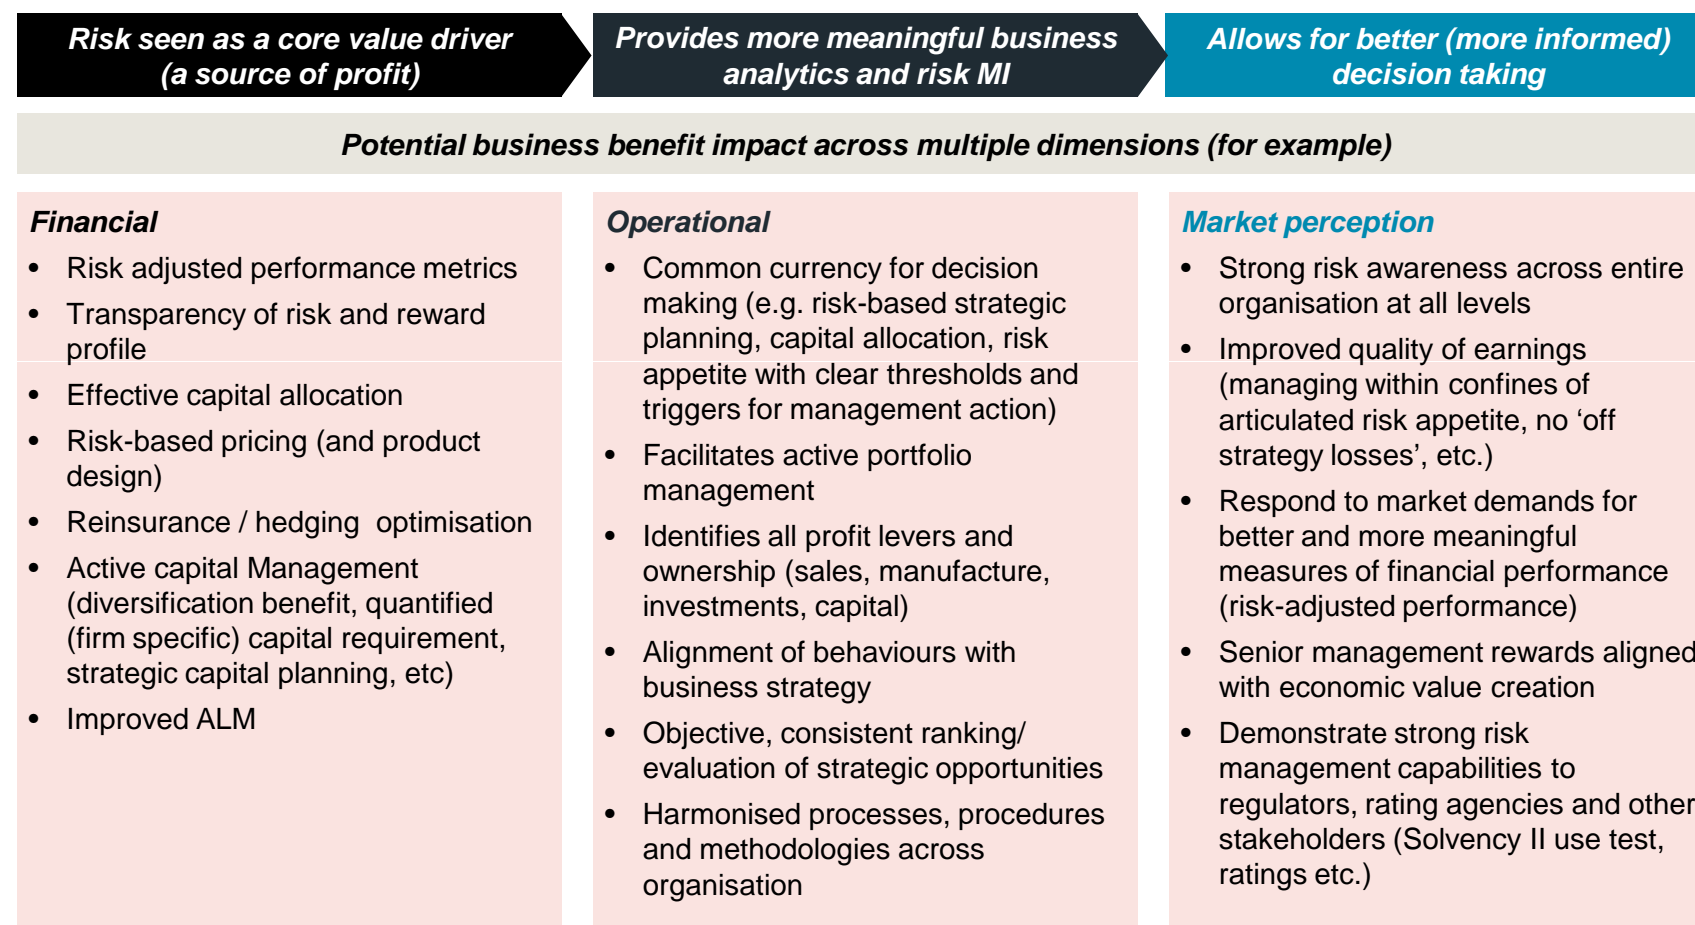 Risk seen as a core value driver
(a source of profit)
Provides more meaningful business
analytics and risk MI
Allows for better (more informed)
decision taking
Potential business benefit impact across multiple dimensions (for example)
Financial
• Risk adjusted performance metrics
• Transparency of risk and reward
profile
• Effective capital allocation
• Risk-based pricing (and product
design)
• Reinsurance / hedging  optimisation
• Active capital Management
(diversification benefit, quantified
(firm specific) capital requirement,
strategic capital planning, etc)
• Improved ALM
Operational
• Common currency for decision
making (e.g. risk-based strategic
planning, capital allocation, risk
appetite with clear thresholds and
triggers for management action)
• Facilitates active portfolio
management
• Identifies all profit levers and
ownership (sales, manufacture,
investments, capital)
• Alignment of behaviours with
business strategy
• Objective, consistent ranking/
evaluation of strategic opportunities
• Harmonised processes, procedures
and methodologies across
organisation
Market perception
• Strong risk awareness across entire
organisation at all levels
• Improved quality of earnings
(managing within confines of
articulated risk appetite, no ‘off
strategy losses’, etc.)
• Respond to market demands for
better and more meaningful
measures of financial performance
(risk-adjusted performance)
• Senior management rewards aligned
with economic value creation
• Demonstrate strong risk
management capabilities to
regulators, rating agencies and other
stakeholders (Solvency II use test,
ratings etc.)